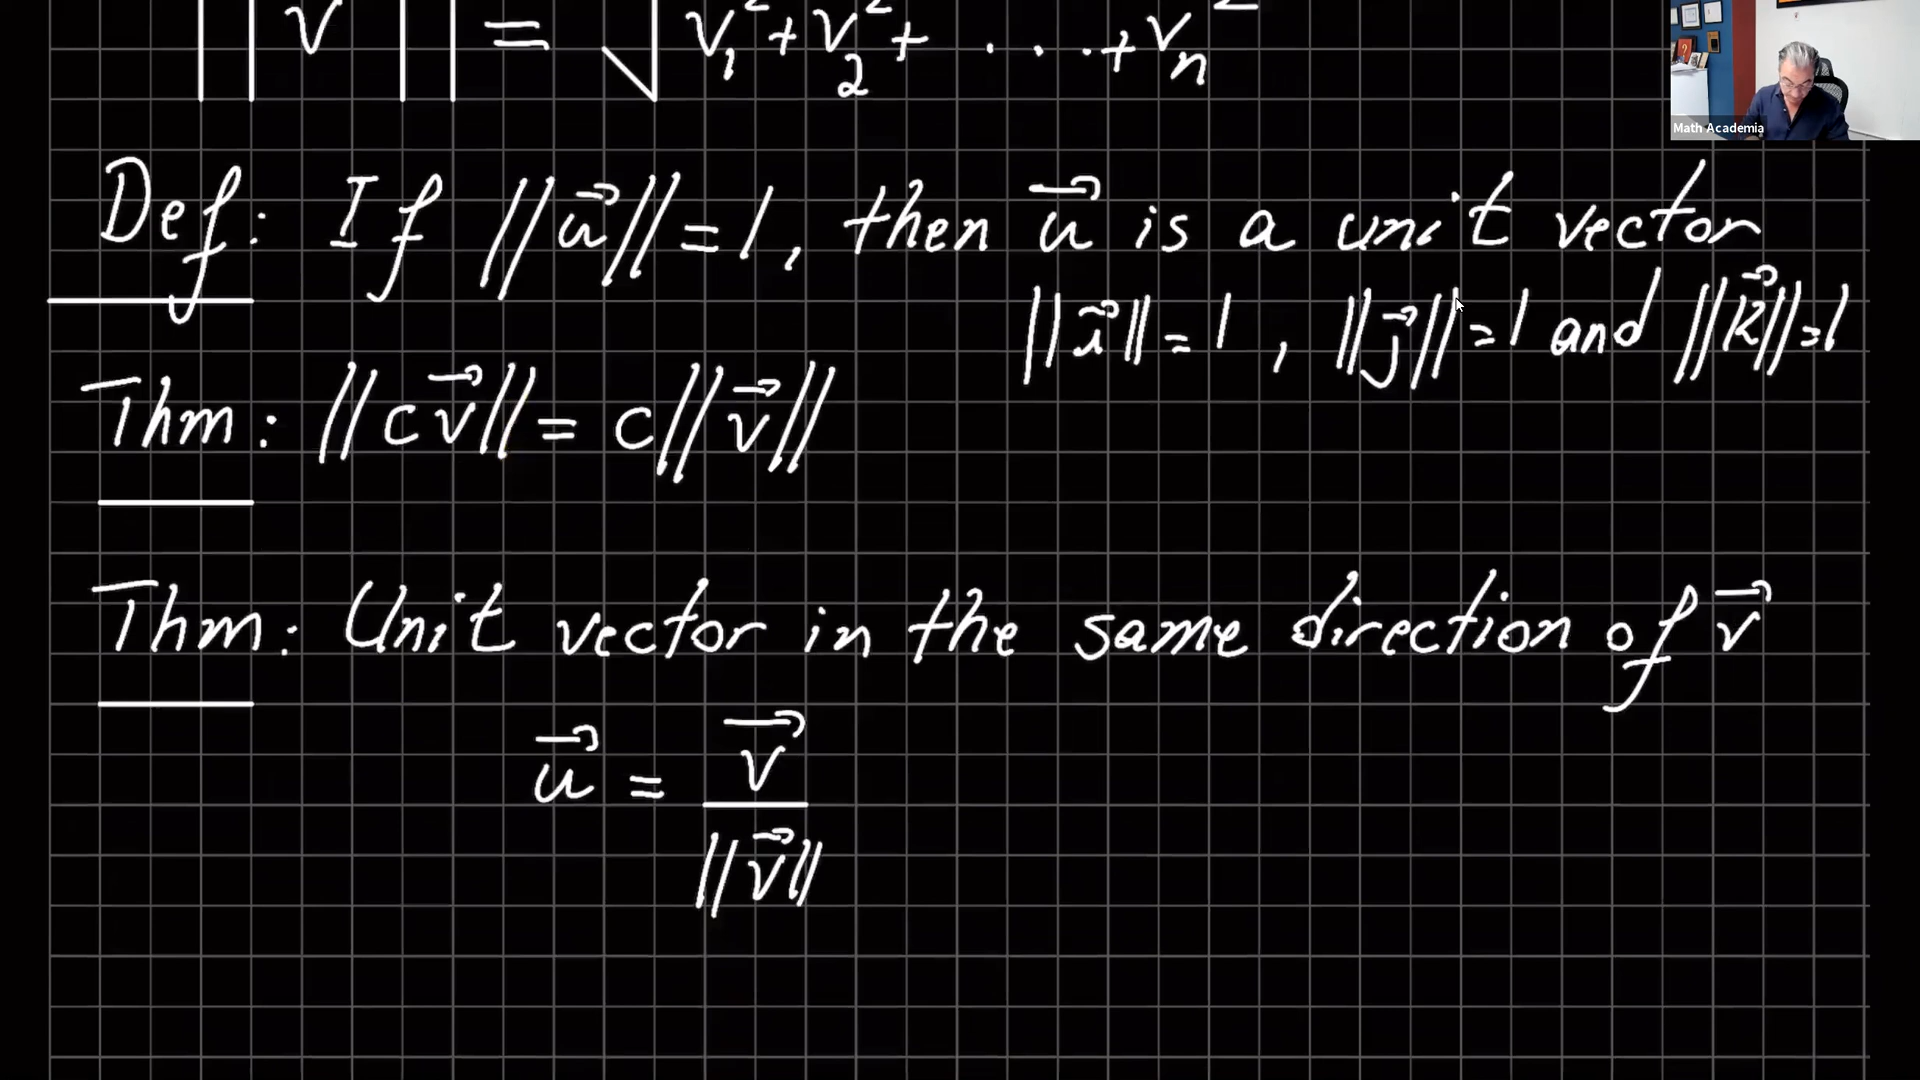 ||v|| = √v₁² + v₂² + . . . . + vₙ²
Math Academia
Def: If ||u⃗|| = 1, then u⃗ is a unit vector
||i⃗|| = 1, ||j⃗|| = 1 and ||k⃗|| = 1
Thm: ||cv⃗|| = c||v⃗||
Thm: Unit vector in the same direction of v⃗
u⃗ = v⃗ / ||v⃗||